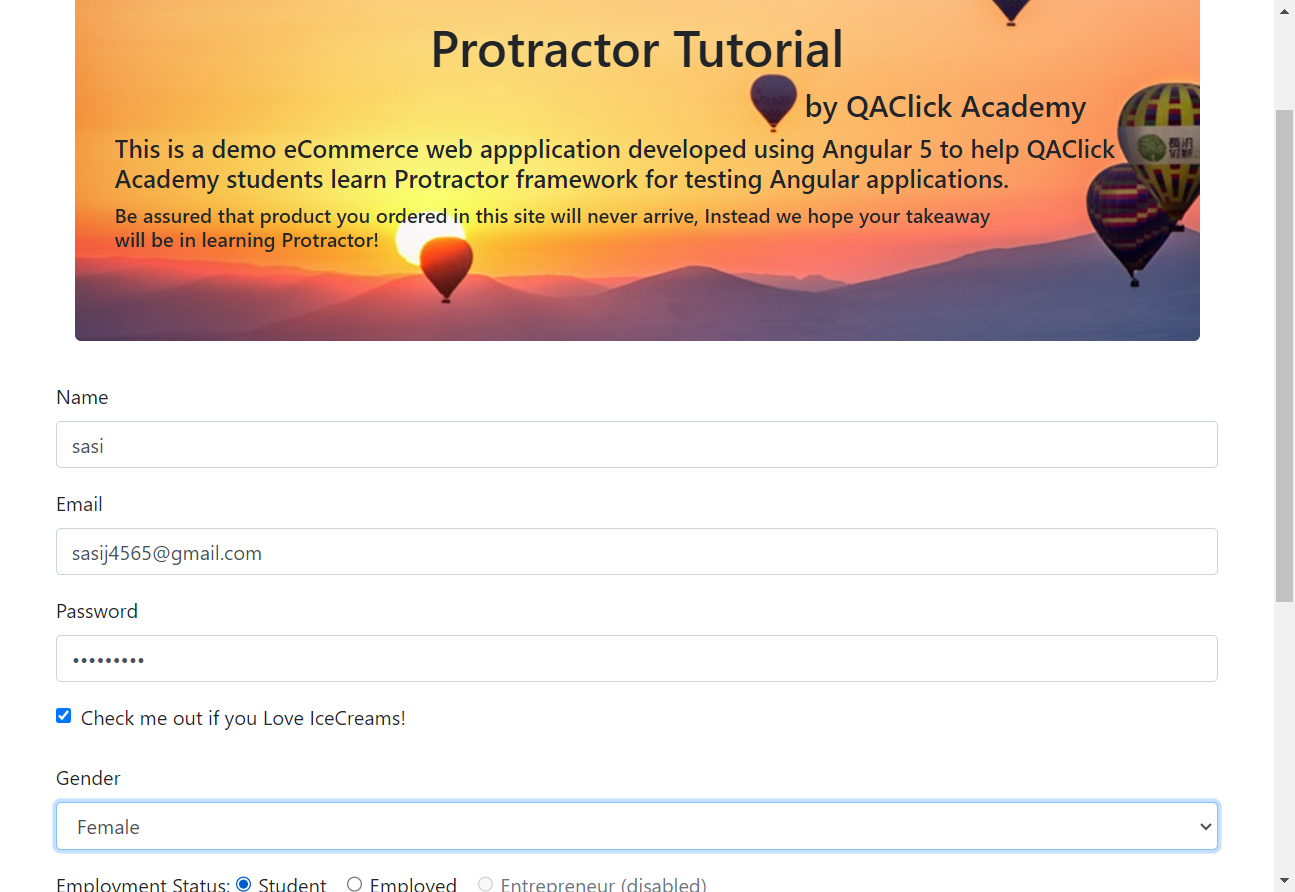 Protractor Tutorial
by QAClick Academy
This is a demo eCommerce web appplication developed using Angular 5 to help QAClick
Academy students learn Protractor framework for testing Angular applications.
Be assured that product you ordered in this site will never arrive, Instead we hope your takeaway
will be in learning Protractor!
Name
sasi
Email
sasij4565@gmail.com
Password
•••••••••
Check me out if you Love IceCreams!
Gender
Female
Employment Status: Student Employed Entrepreneur (disabled)